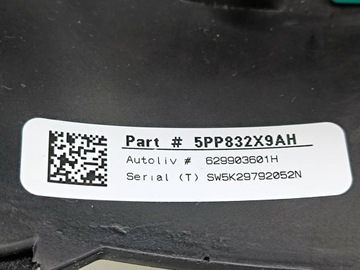 Part # 5PP832X9AH
Autoliv # 629903601H
Serial (T) SW5K29792052N